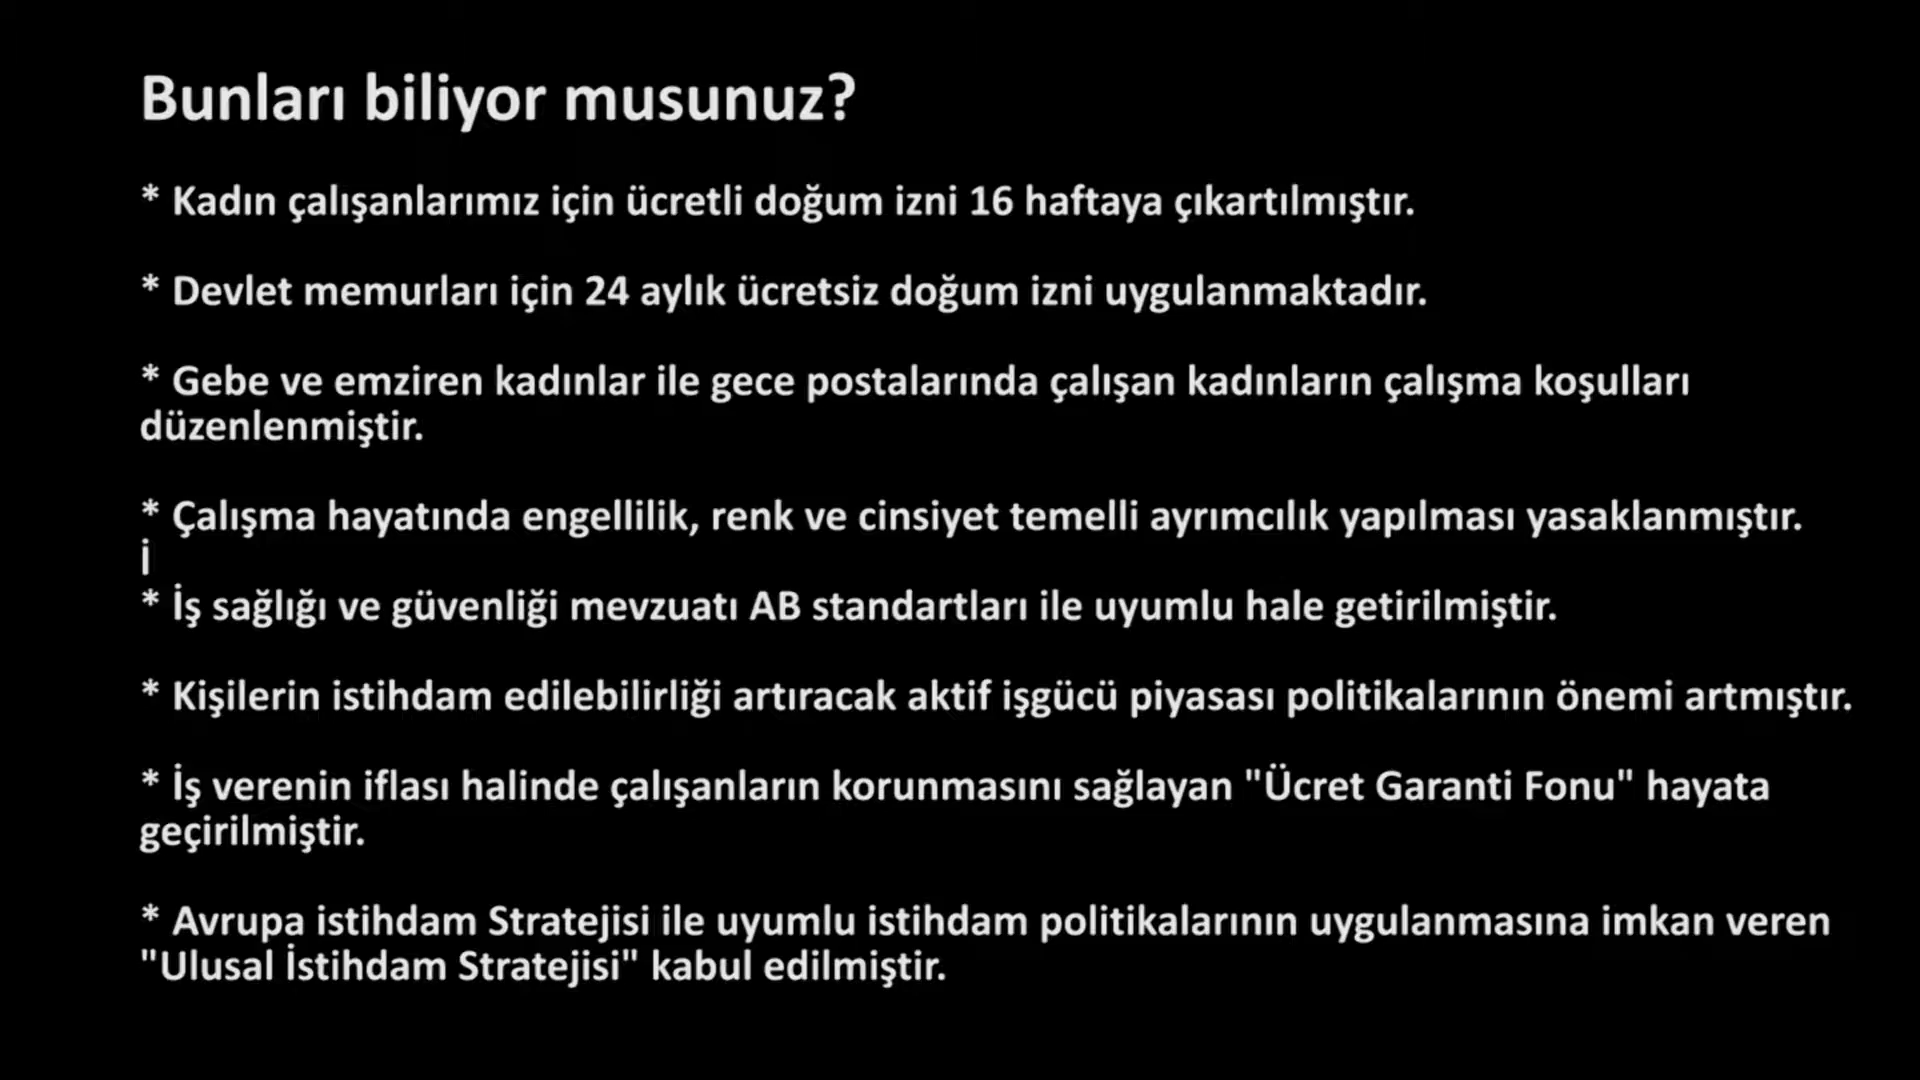 Bunları biliyor musunuz?
* Kadın çalışanlarımız için ücretli doğum izni 16 haftaya çıkartılmıştır.
* Devlet memurları için 24 aylık ücretsiz doğum izni uygulanmaktadır.
* Gebe ve emziren kadınlar ile gece postalarında çalışan kadınların çalışma koşulları
düzenlenmiştir.
* Çalışma hayatında engellilik, renk ve cinsiyet temelli ayrımcılık yapılması yasaklanmıştır.
İ
* İş sağlığı ve güvenliği mevzuatı AB standartları ile uyumlu hale getirilmiştir.
* Kişilerin istihdam edilebilirliği artıracak aktif işgücü piyasası politikalarının önemi artmıştır.
* İş verenin iflası halinde çalışanların korunmasını sağlayan "Ücret Garanti Fonu" hayata
geçirilmiştir.
* Avrupa istihdam Stratejisi ile uyumlu istihdam politikalarının uygulanmasına imkan veren
"Ulusal İstihdam Stratejisi" kabul edilmiştir.